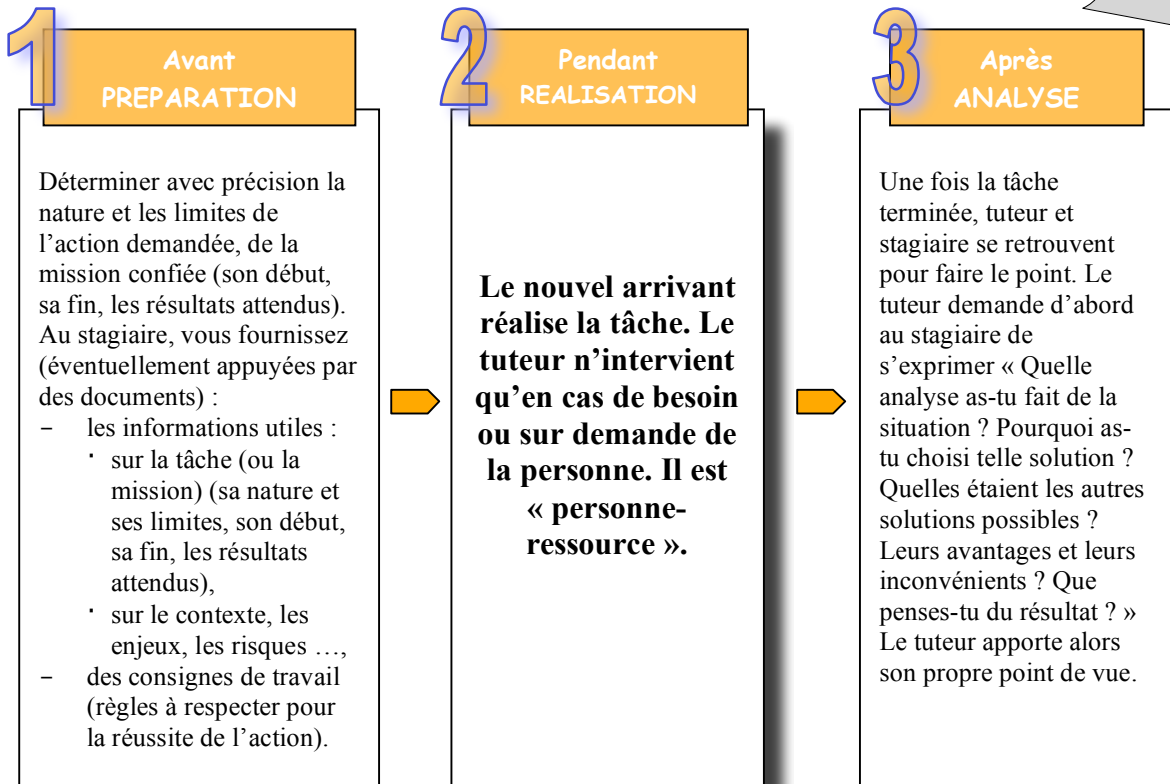 1
Avant
PREPARATION
Déterminer avec précision la
nature et les limites de
l’action demandée, de la
mission confiée (son début,
sa fin, les résultats attendus).
Au stagiaire, vous fournissez
(éventuellement appuyées par
des documents) :
- les informations utiles :
· sur la tâche (ou la
mission) (sa nature et
ses limites, son début,
sa fin, les résultats
attendus),
· sur le contexte, les
enjeux, les risques …,
- des consignes de travail
(règles à respecter pour
la réussite de l’action).
2
Pendant
REALISATION
Le nouvel arrivant
réalise la tâche. Le
tuteur n’intervient
qu’en cas de besoin
ou sur demande de
la personne. Il est
« personne-
ressource ».
3
Après
ANALYSE
Une fois la tâche
terminée, tuteur et
stagiaire se retrouvent
pour faire le point. Le
tuteur demande d’abord
au stagiaire de
s’exprimer « Quelle
analyse as-tu fait de la
situation ? Pourquoi as-
tu choisi telle solution ?
Quelles étaient les autres
solutions possibles ?
Leurs avantages et leurs
inconvénients ? Que
penses-tu du résultat ? »
Le tuteur apporte alors
son propre point de vue.